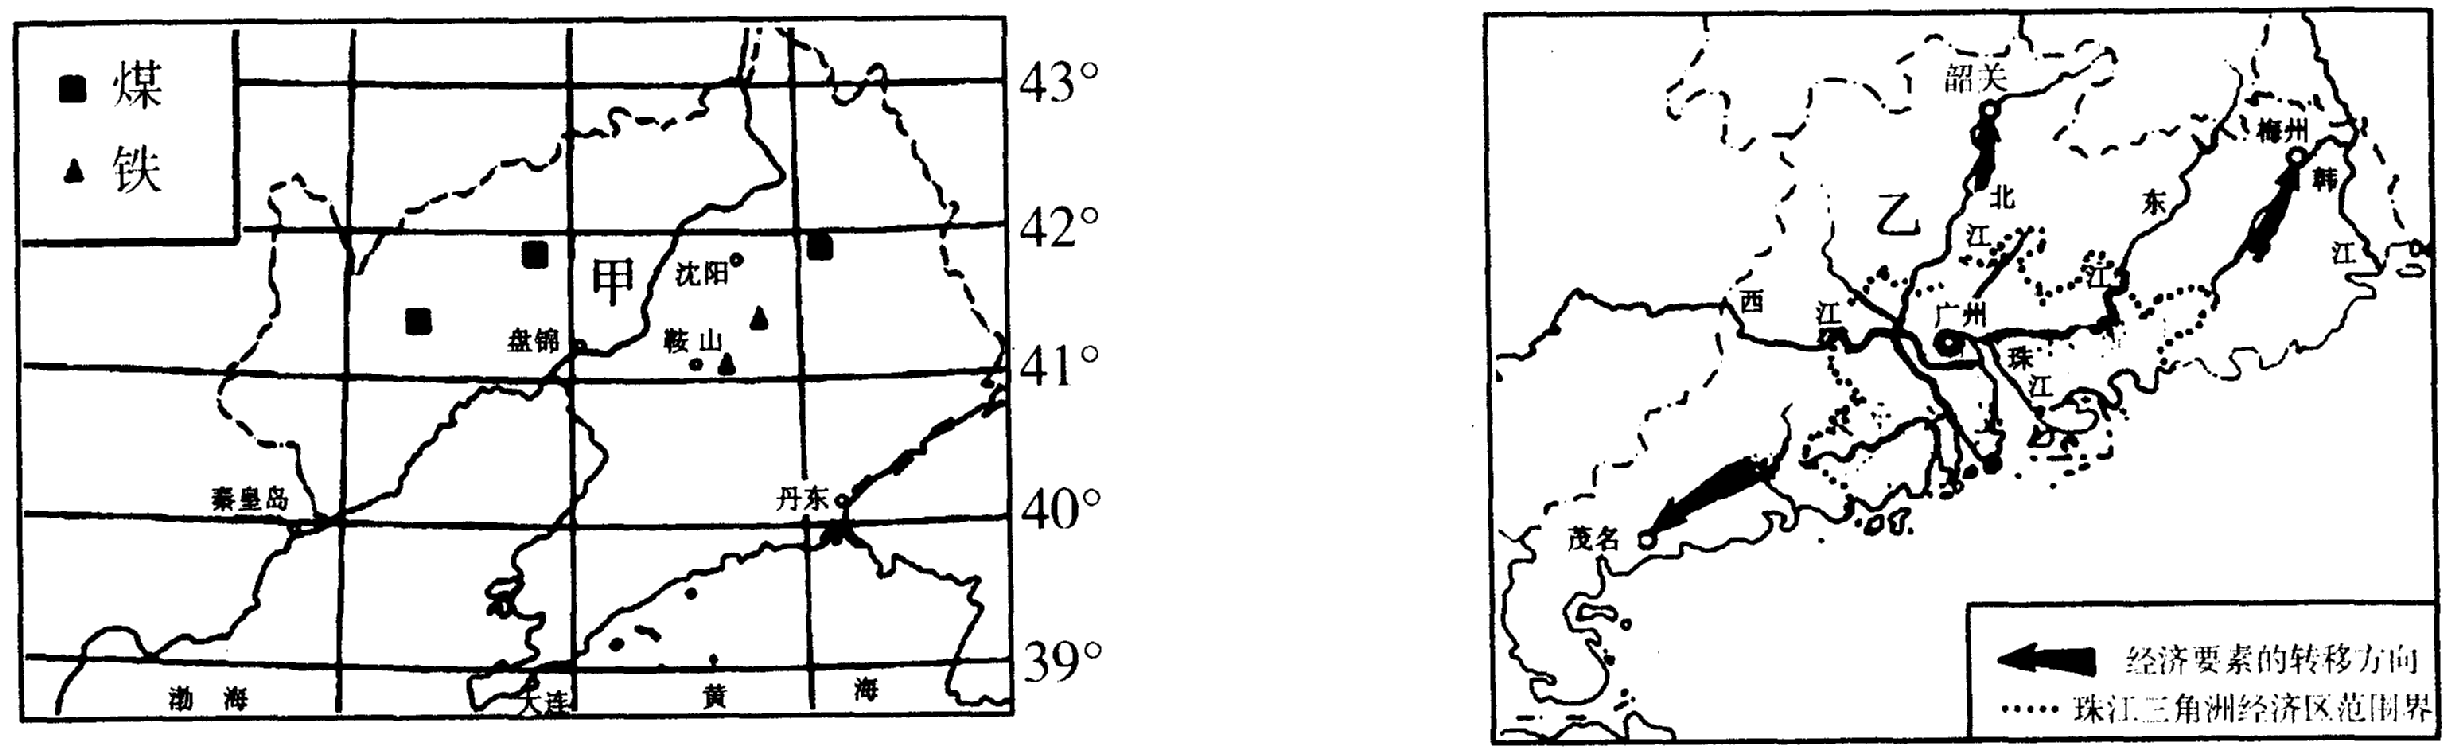 煤
铁
43°
42°
41°
40°
39°
甲
沈阳
盘锦
鞍山
秦皇岛
丹东
渤海
大连
黄海
韶关
梅州
韩江
乙
北江
东江
西江
广州
珠江
茂名
经济要素的转移方向
珠江三角洲经济区范围界